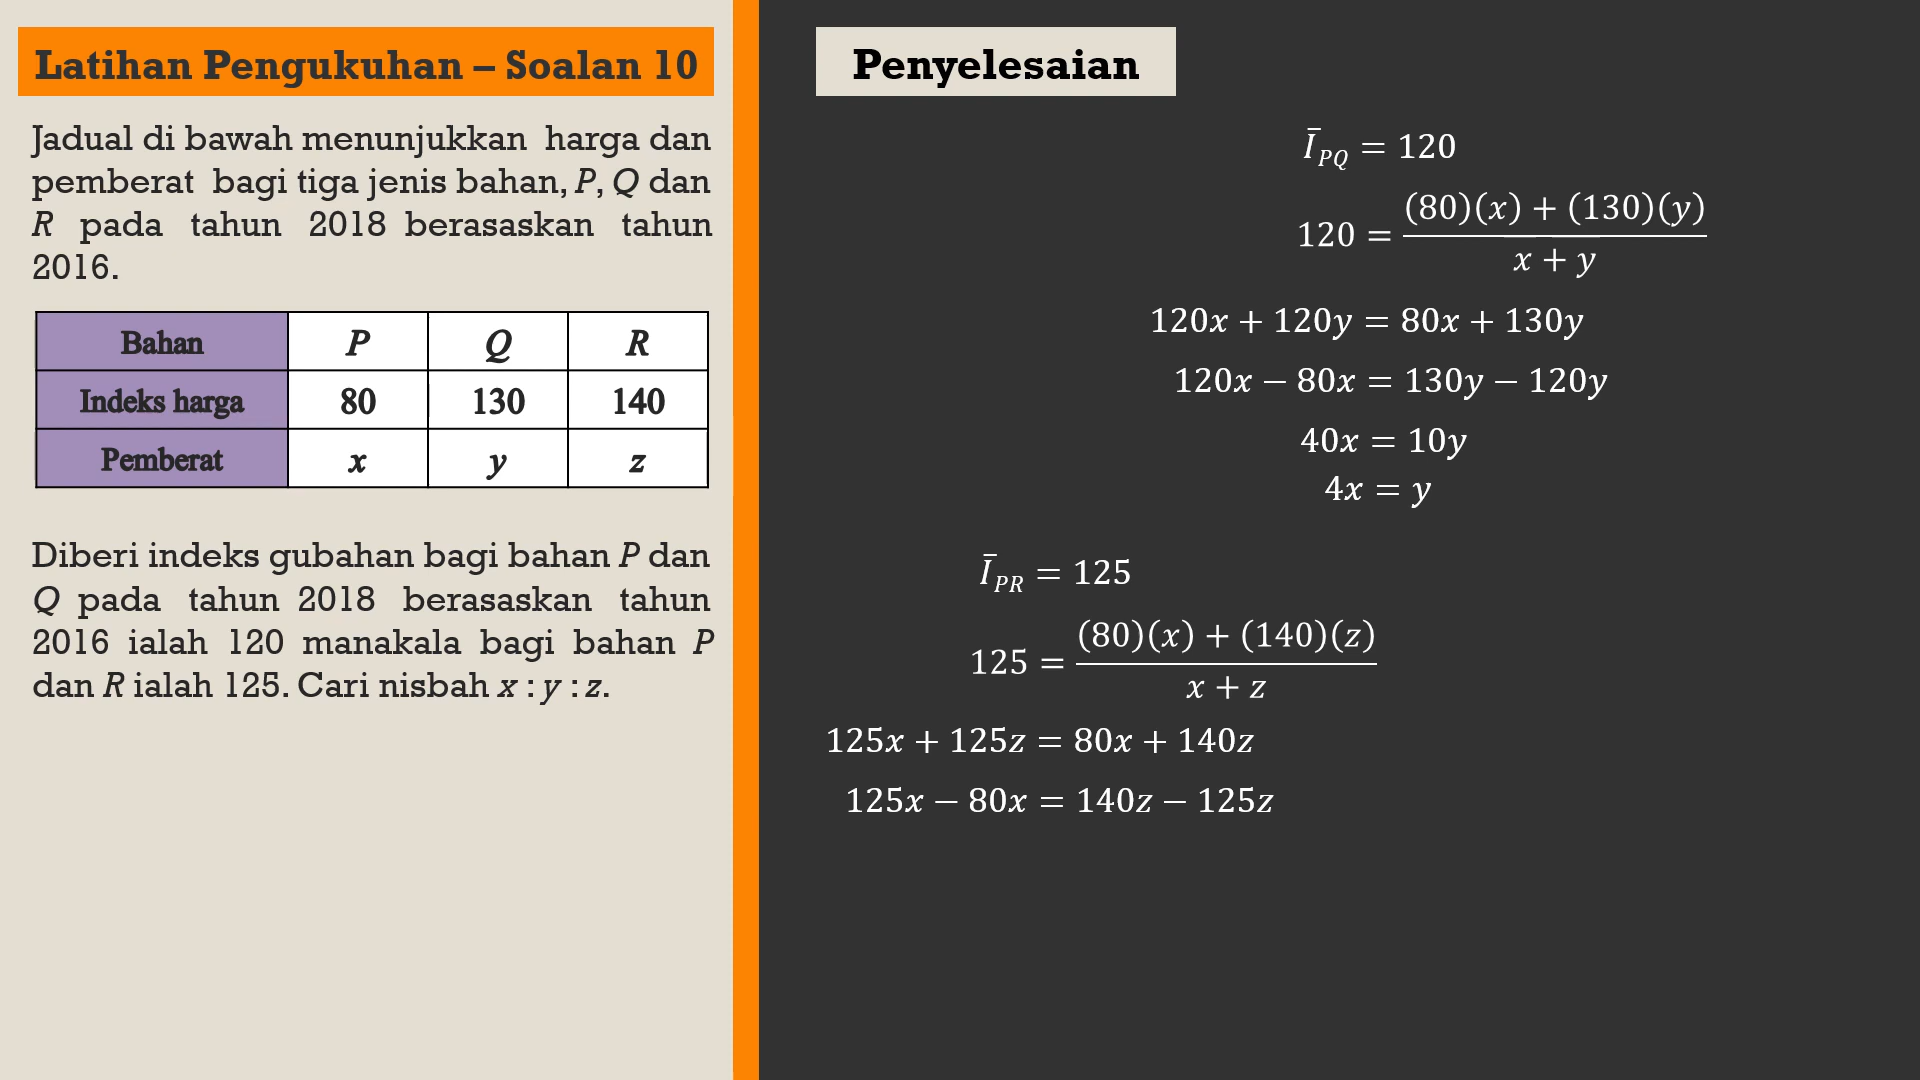 Latihan Pengukuhan – Soalan 10
Jadual di bawah menunjukkan harga dan
pemberat bagi tiga jenis bahan, P, Q dan
R pada tahun 2018 berasaskan tahun
2016.
Bahan P Q R
Indeks harga 80 130 140
Pemberat x y z
Diberi indeks gubahan bagi bahan P dan
Q pada tahun 2018 berasaskan tahun
2016 ialah 120 manakala bagi bahan P
dan R ialah 125. Cari nisbah x : y : z.
Penyelesaian
Ī_PQ = 120
120 = ((80)(x) + (130)(y)) / (x + y)
120x + 120y = 80x + 130y
120x − 80x = 130y − 120y
40x = 10y
4x = y
Ī_PR = 125
125 = ((80)(x) + (140)(z)) / (x + z)
125x + 125z = 80x + 140z
125x − 80x = 140z − 125z